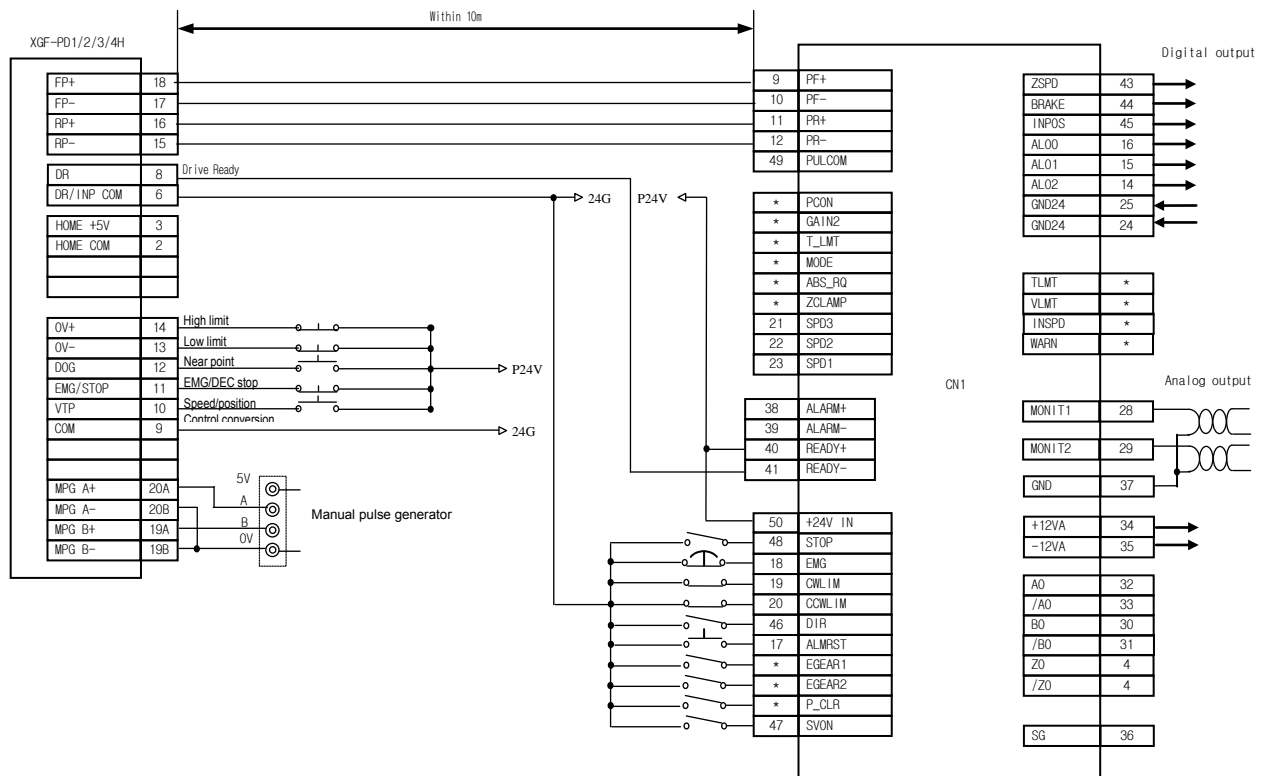 Within 10m
XGF-PD1/2/3/4H
Digital output
FP+ 18
FP- 17
RP+ 16
RP- 15
DR 8 Drive Ready
DR/INP COM 6
24G
P24V
HOME +5V 3
HOME COM 2
OV+ 14 High limit
OV- 13 Low limit
DOG 12 Near point
P24V
EMG/STOP 11 EMG/DEC stop
VTP 10 Speed/position
Control conversion
COM 9
24G
MPG A+ 20A
MPG A- 20B
MPG B+ 19A
MPG B- 19B
5V
A
B
0V
Manual pulse generator
9 PF+
10 PF-
11 PR+
12 PR-
49 PULCOM
* PCON
* GAIN2
* T_LMT
* MODE
* ABS_RQ
* ZCLAMP
21 SPD3
22 SPD2
23 SPD1
38 ALARM+
39 ALARM-
40 READY+
41 READY-
50 +24V IN
48 STOP
18 EMG
19 CWLIM
20 CCWLIM
46 DIR
17 ALMRST
* EGEAR1
* EGEAR2
* P_CLR
47 SVON
CN1
ZSPD 43
BRAKE 44
INPOS 45
AL00 16
AL01 15
AL02 14
GND24 25
GND24 24
TLMT *
VLMT *
INSPD *
WARN *
Analog output
MONIT1 28
MONIT2 29
GND 37
+12VA 34
-12VA 35
AO 32
/AO 33
BO 30
/BO 31
ZO 4
/ZO 4
SG 36